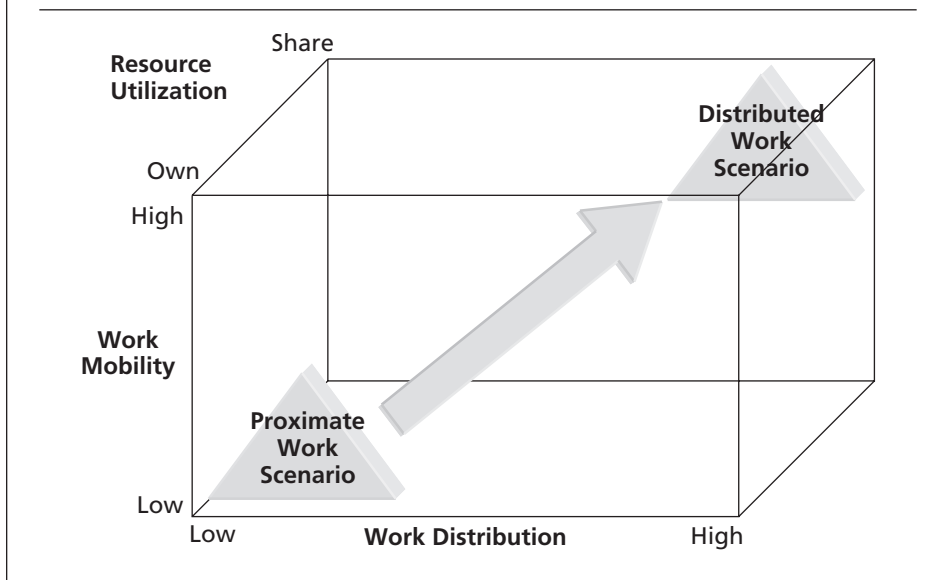 Share
Resource
Utilization
Own
High
Distributed
Work
Scenario
Work
Mobility
Proximate
Work
Scenario
Low
Low
Work Distribution
High